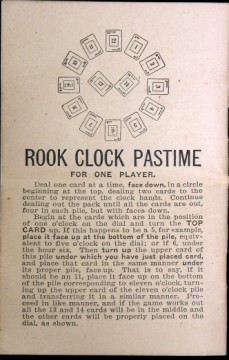 ROOK CLOCK PASTIME
FOR ONE PLAYER.
Deal one card at a time, face down, in a circle
beginning at the top, dealing two cards to the
center to represent the clock hands. Continue
dealing out the pack until all the cards are out,
four in each pile, but with faces down.
Begin at the cards which are in the position
of one o'clock on the dial and turn the TOP
CARD up. If this happens to be a 5, for example,
place it face up at the bottom of the pile, equiva-
lent to five o'clock on the dial; or if 6, under
the hour six. Then turn up the upper card of
this pile under which you have just placed card,
and place that card in the same manner under
its proper pile, face up. That is to say, if it
should be an 11, place it face up on the bottom
of the pile corresponding to eleven o'clock, turn-
ing up the upper card of the eleven o'clock pile
and transferring it in a similar manner. Pro-
ceed in like manner, and if the game works out
all the 13 and 14 cards will be in the middle and
the other cards will be properly placed on the
dial, as shown.